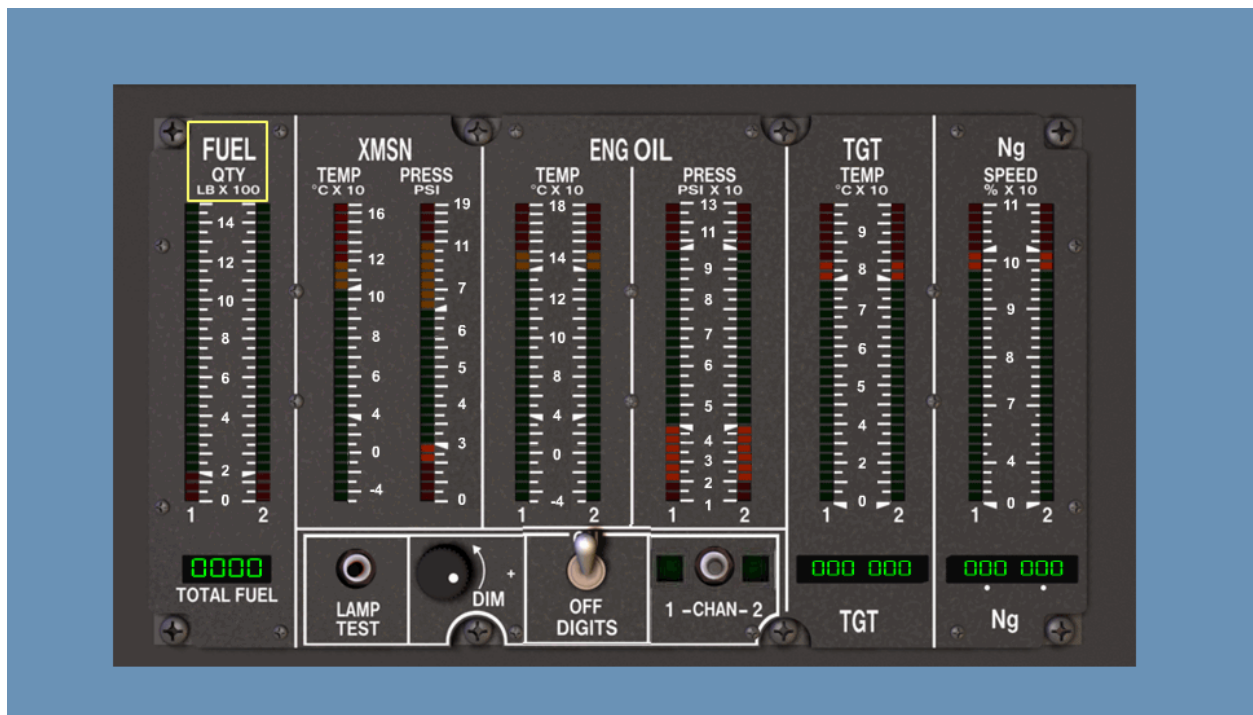 FUEL
QTY
LB X 100
14
12
10
8
6
4
2
0
1 2
0000
TOTAL FUEL
XMSN
TEMP PRESS
°C X 10 PSI
16
12
10
8
6
4
0
-4
19
11
7
6
5
4
3
0
ENG OIL
TEMP
°C X 10
18
14
12
10
8
4
0
-4
1 2
PRESS
PSI X 10
13
11
9
8
7
6
5
4
3
2
1
1 2
TGT
TEMP
°C X 10
9
8
7
6
5
4
2
0
1 2
000 000
TGT
Ng
SPEED
% X 10
11
10
9
8
7
4
0
1 2
000 000
Ng
LAMP
TEST
+
DIM
OFF
DIGITS
1 -CHAN- 2